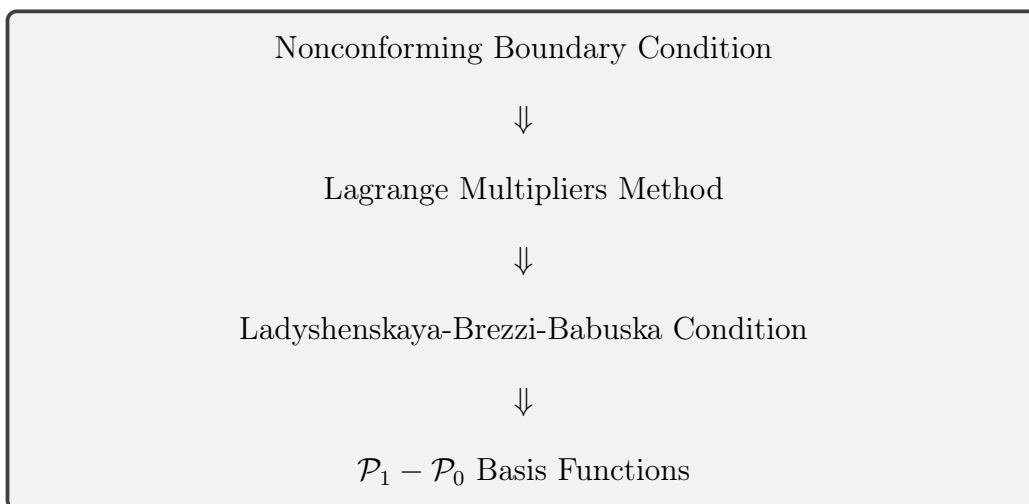 Nonconforming Boundary Condition
⇓
Lagrange Multipliers Method
⇓
Ladyshenskaya-Brezzi-Babuska Condition
⇓
𝒫₁ − 𝒫₀ Basis Functions